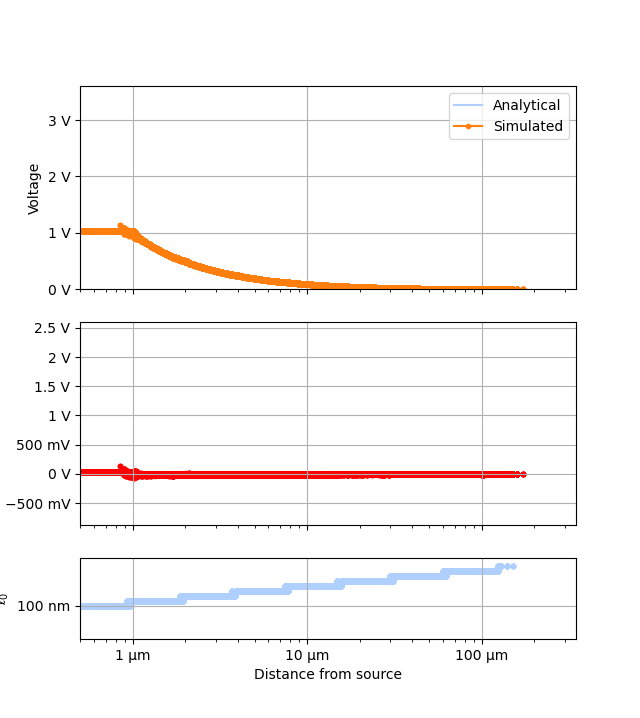 3 V
2 V
1 V
0 V
Voltage
Analytical
Simulated
2.5 V
2 V
1.5 V
1 V
500 mV
0 V
−500 mV
100 nm
1 µm
10 µm
100 µm
Distance from source